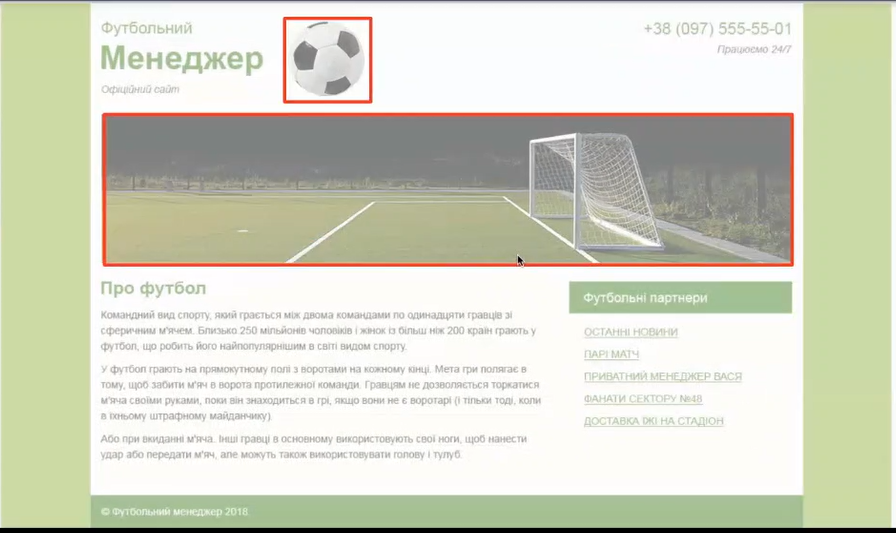 Футбольний
Менеджер
Офіційний сайт
+38 (097) 555-55-01
Працюємо 24/7
Про футбол
Командний вид спорту, який грається між двома командами по одинадцяти гравців зі
сферичним м'ячем. Близько 250 мільйонів чоловіків і жінок із більш ніж 200 країн грають у
футбол, що робить його найпопулярнішим в світі видом спорту.
У футбол грають на прямокутному полі з воротами на кожному кінці. Мета гри полягає в
тому, щоб забити м'яч в ворота протилежної команди. Гравцям не дозволяється торкатися
м'яча своїми руками, поки він знаходиться в грі, якщо вони не є воротарі (і тільки тоді, коли
в їхньому штрафному майданчику).
Або при вкиданні м'яча. Інші гравці в основному використовують свої ноги, щоб нанести
удар або передати м'яч, але можуть також використовувати голову і тулуб.
Футбольні партнери
ОСТАННІ НОВИНИ
ПАРІ МАТЧ
ПРИВАТНИЙ МЕНЕДЖЕР ВАСЯ
ФАНАТИ СЕКТОРУ №48
ДОСТАВКА ЇЖІ НА СТАДІОН
© Футбольний менеджер 2018